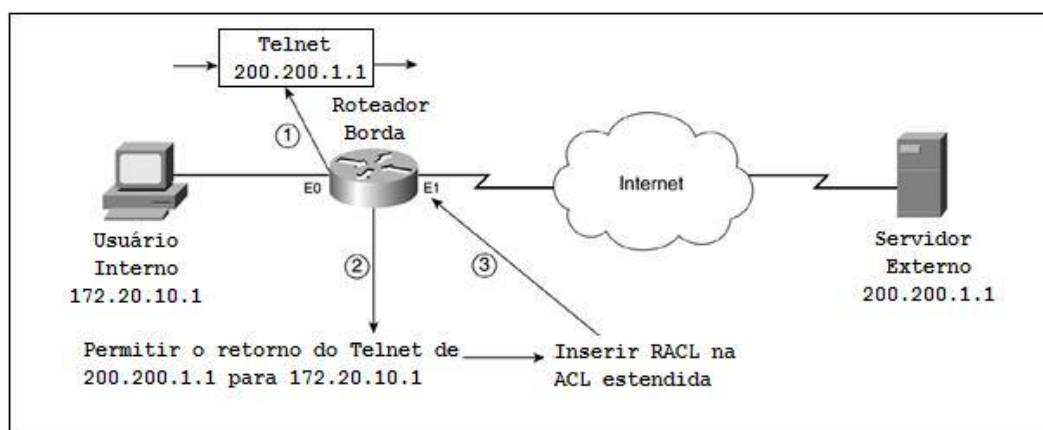 Telnet
200.200.1.1
Roteador
Borda
①
E0
E1
Internet
②
③
Usuário
Interno
172.20.10.1
Servidor
Externo
200.200.1.1
Permitir o retorno do Telnet de
200.200.1.1 para 172.20.10.1
Inserir RACL na
ACL estendida